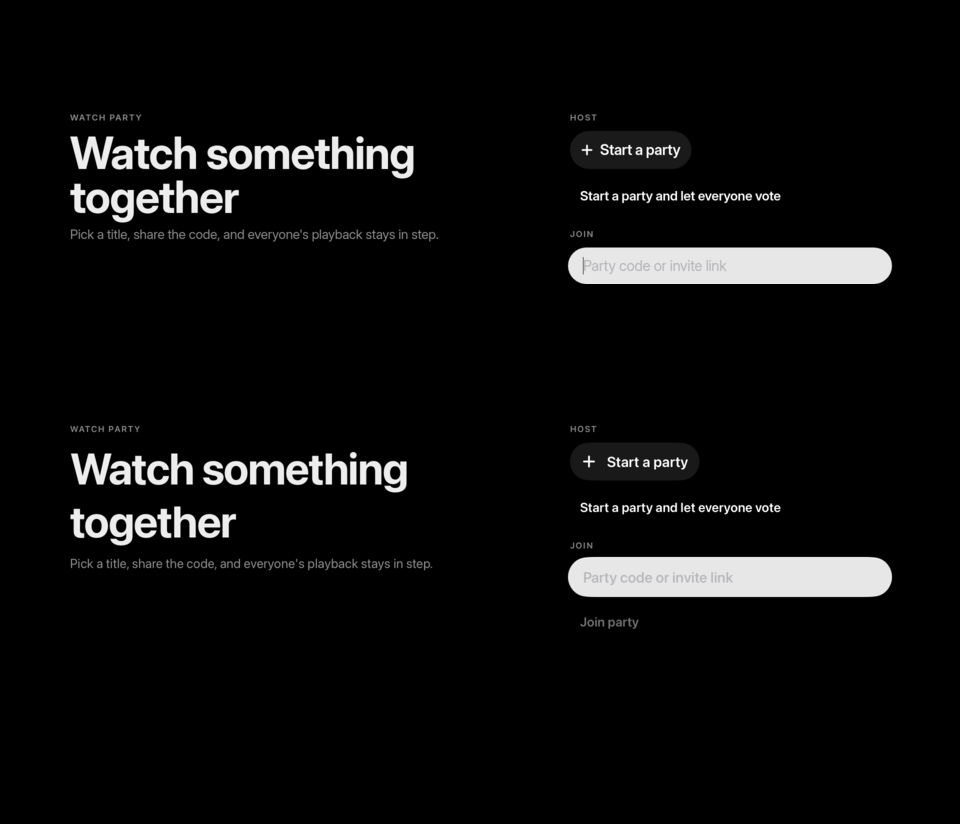 WATCH PARTY
Watch something
together
Pick a title, share the code, and everyone's playback stays in step.
HOST
+ Start a party
Start a party and let everyone vote
JOIN
Party code or invite link
WATCH PARTY
Watch something
together
Pick a title, share the code, and everyone's playback stays in step.
HOST
+ Start a party
Start a party and let everyone vote
JOIN
Party code or invite link
Join party